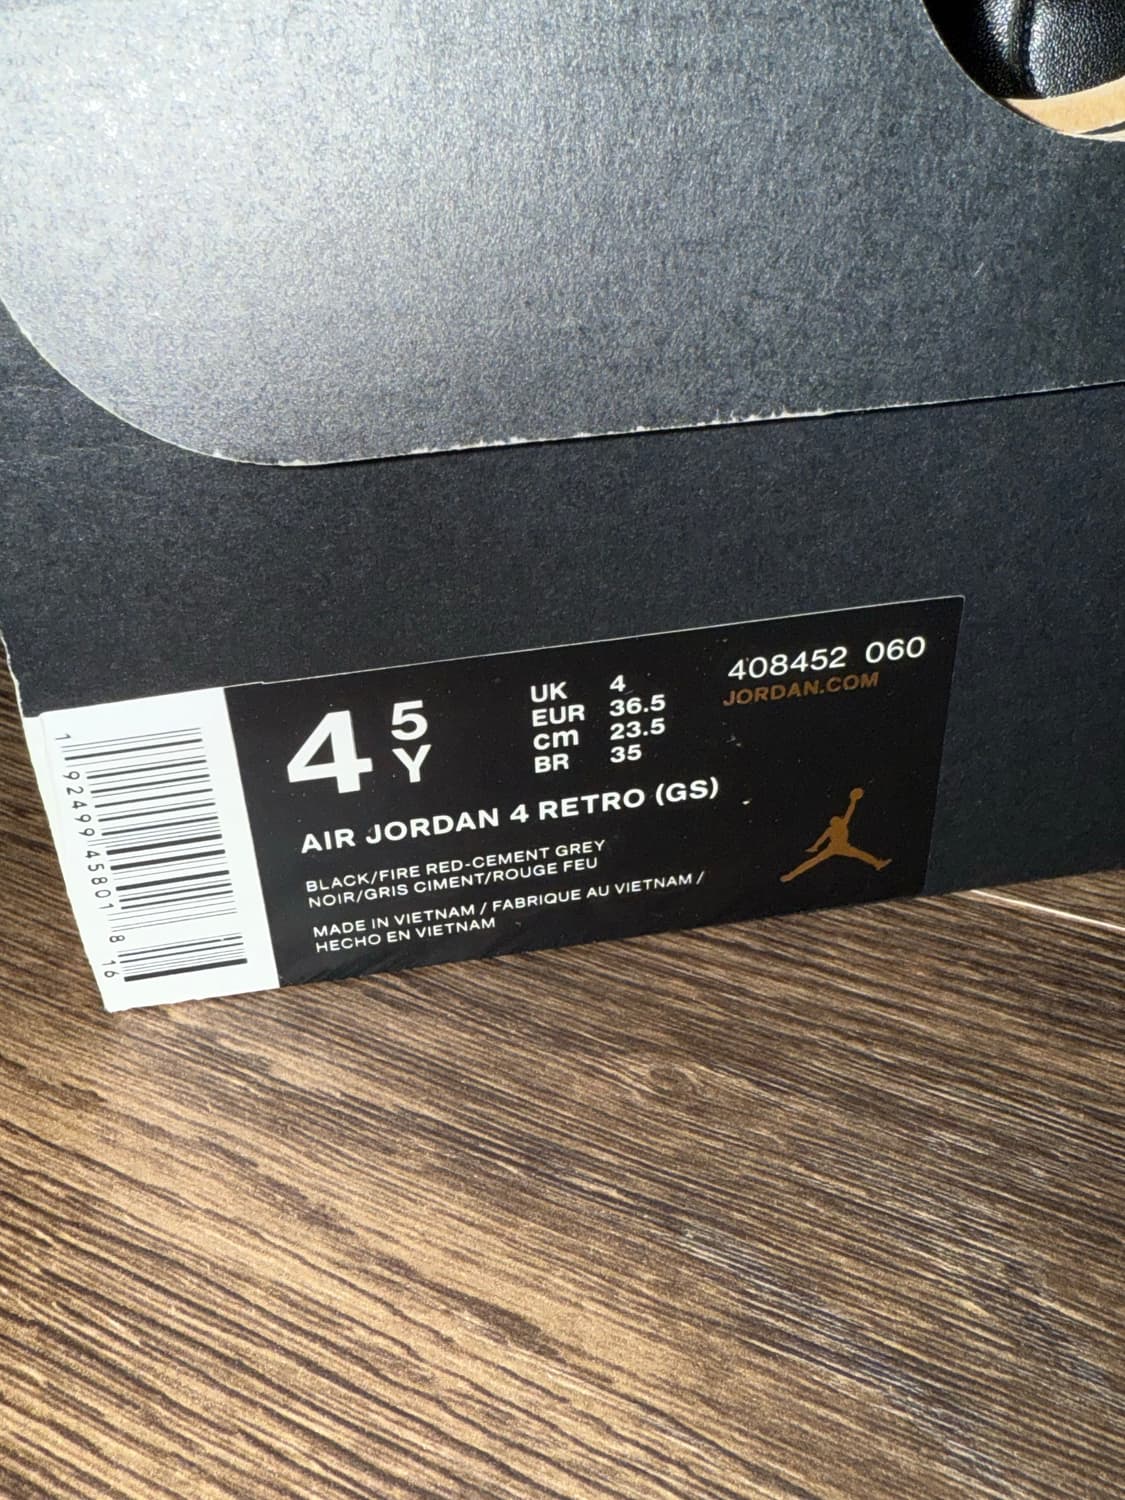 4 5
Y
UK 4
EUR 36.5
cm 23.5
BR 35
408452 060
JORDAN.COM
AIR JORDAN 4 RETRO (GS)
BLACK/FIRE RED-CEMENT GREY
NOIR/GRIS CIMENT/ROUGE FEU
MADE IN VIETNAM / FABRIQUE AU VIETNAM /
HECHO EN VIETNAM
1 92499 45801 8 16